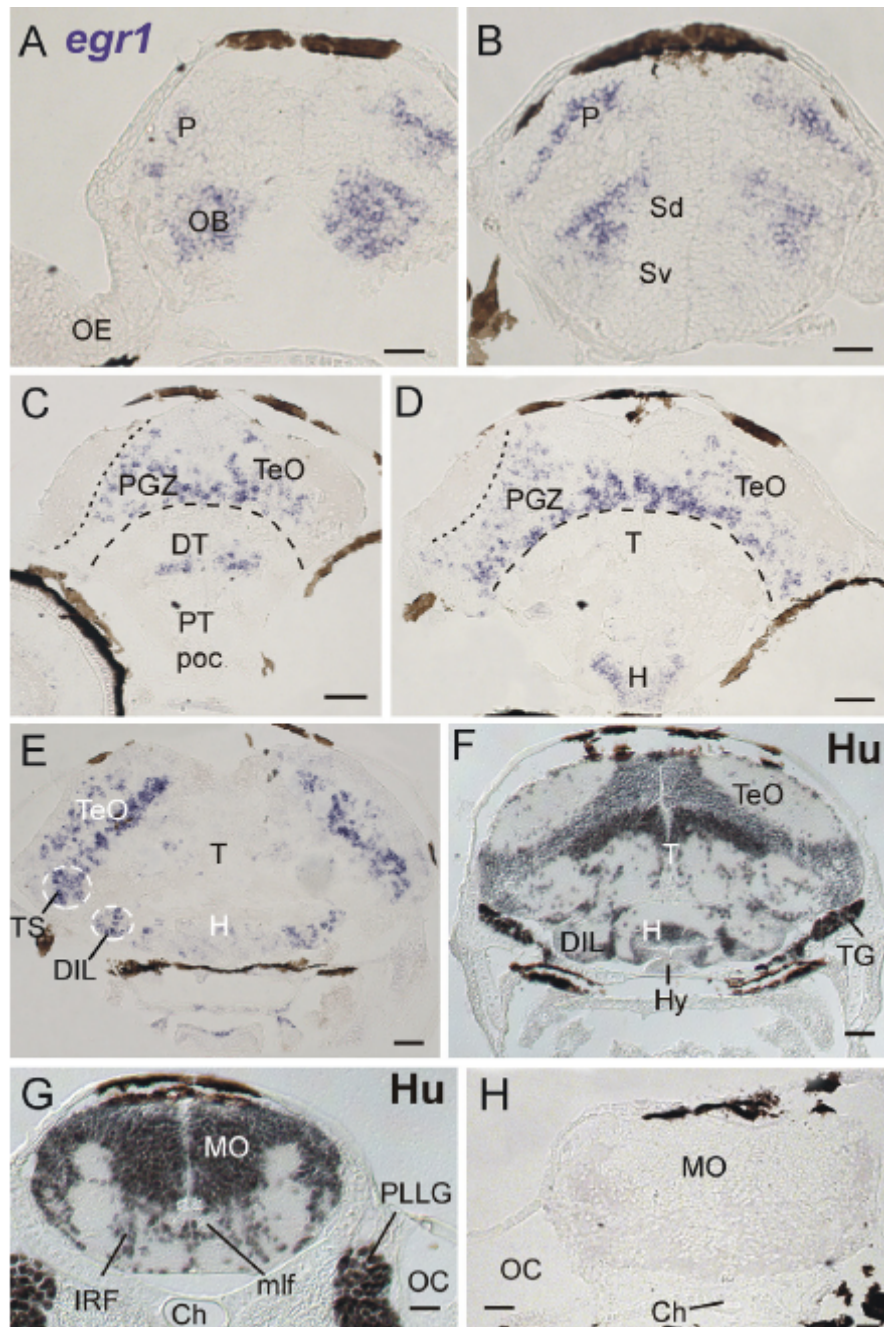 A egr1
P
OB
OE
B
P
Sd
Sv
C
PGZ
TeO
DT
PT
poc
D
PGZ
TeO
T
H
E
TeO
T
TS
H
DIL
F
Hu
TeO
T
DIL
H
TG
Hy
G
Hu
MO
PLLG
IRF
mlf
OC
Ch
H
MO
OC
Ch